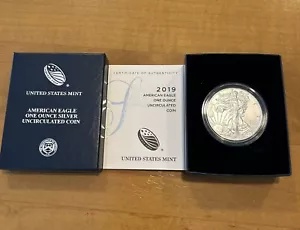 UNITED STATES MINT
AMERICAN EAGLE
ONE OUNCE SILVER
UNCIRCULATED COIN
CERTIFICATE OF AUTHENTICITY
2019
AMERICAN EAGLE
ONE OUNCE
UNCIRCULATED
COIN
UNITED STATES MINT